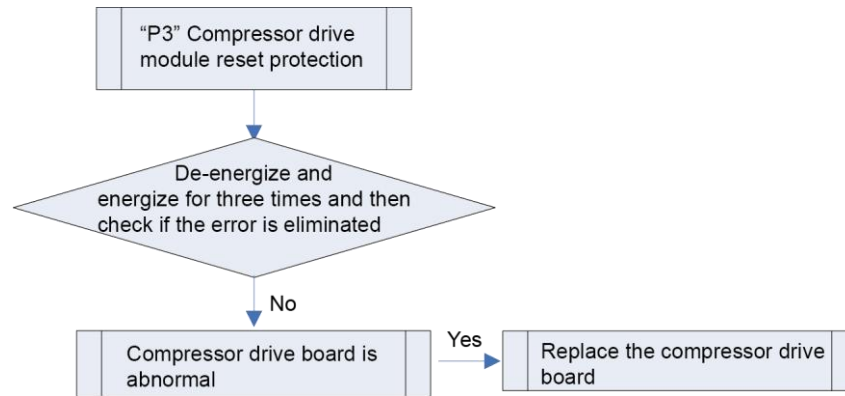 “P3” Compressor drive
module reset protection
De-energize and
energize for three times and then
check if the error is eliminated
No
Compressor drive board is
abnormal
Yes
Replace the compressor drive
board